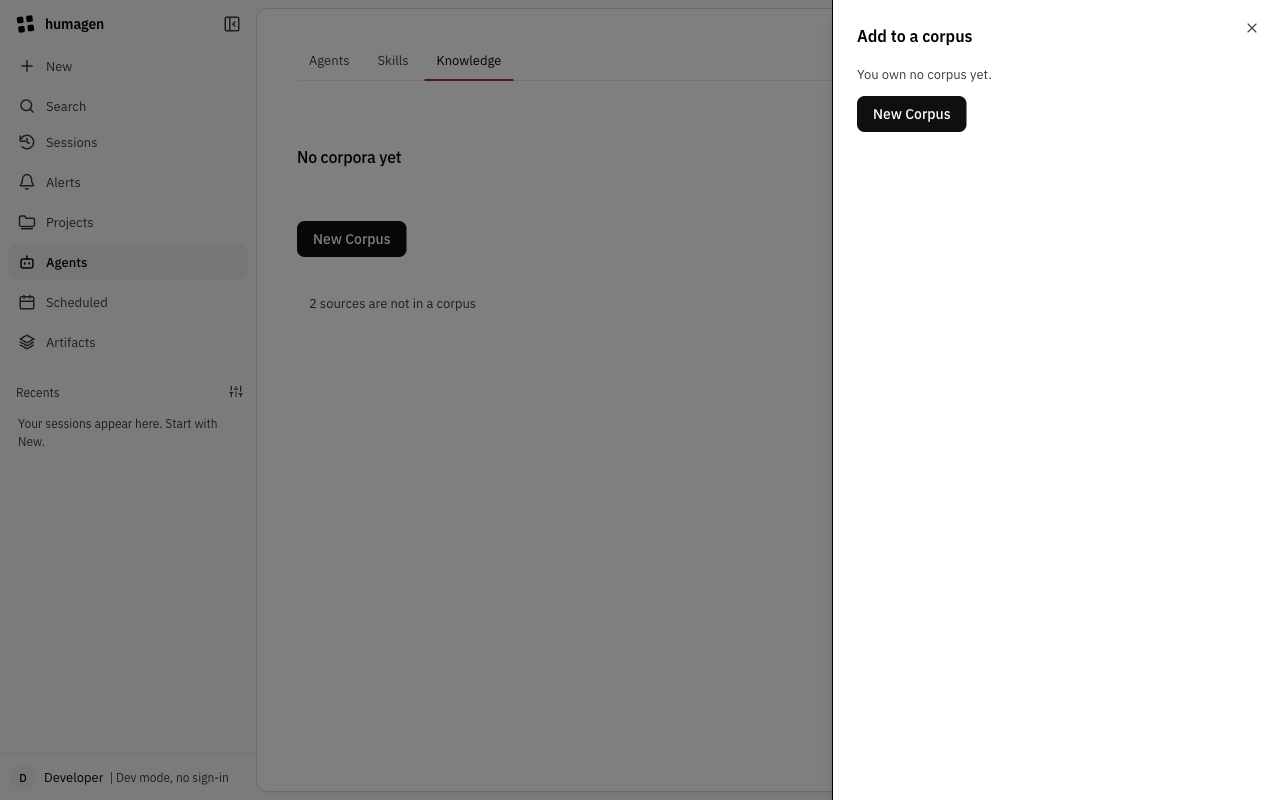 humagen
New
Search
Sessions
Alerts
Projects
Agents
Scheduled
Artifacts
Recents
Your sessions appear here. Start with
New.
D
Developer | Dev mode, no sign-in
Agents
Skills
Knowledge
No corpora yet
New Corpus
2 sources are not in a corpus
Add to a corpus
You own no corpus yet.
New Corpus